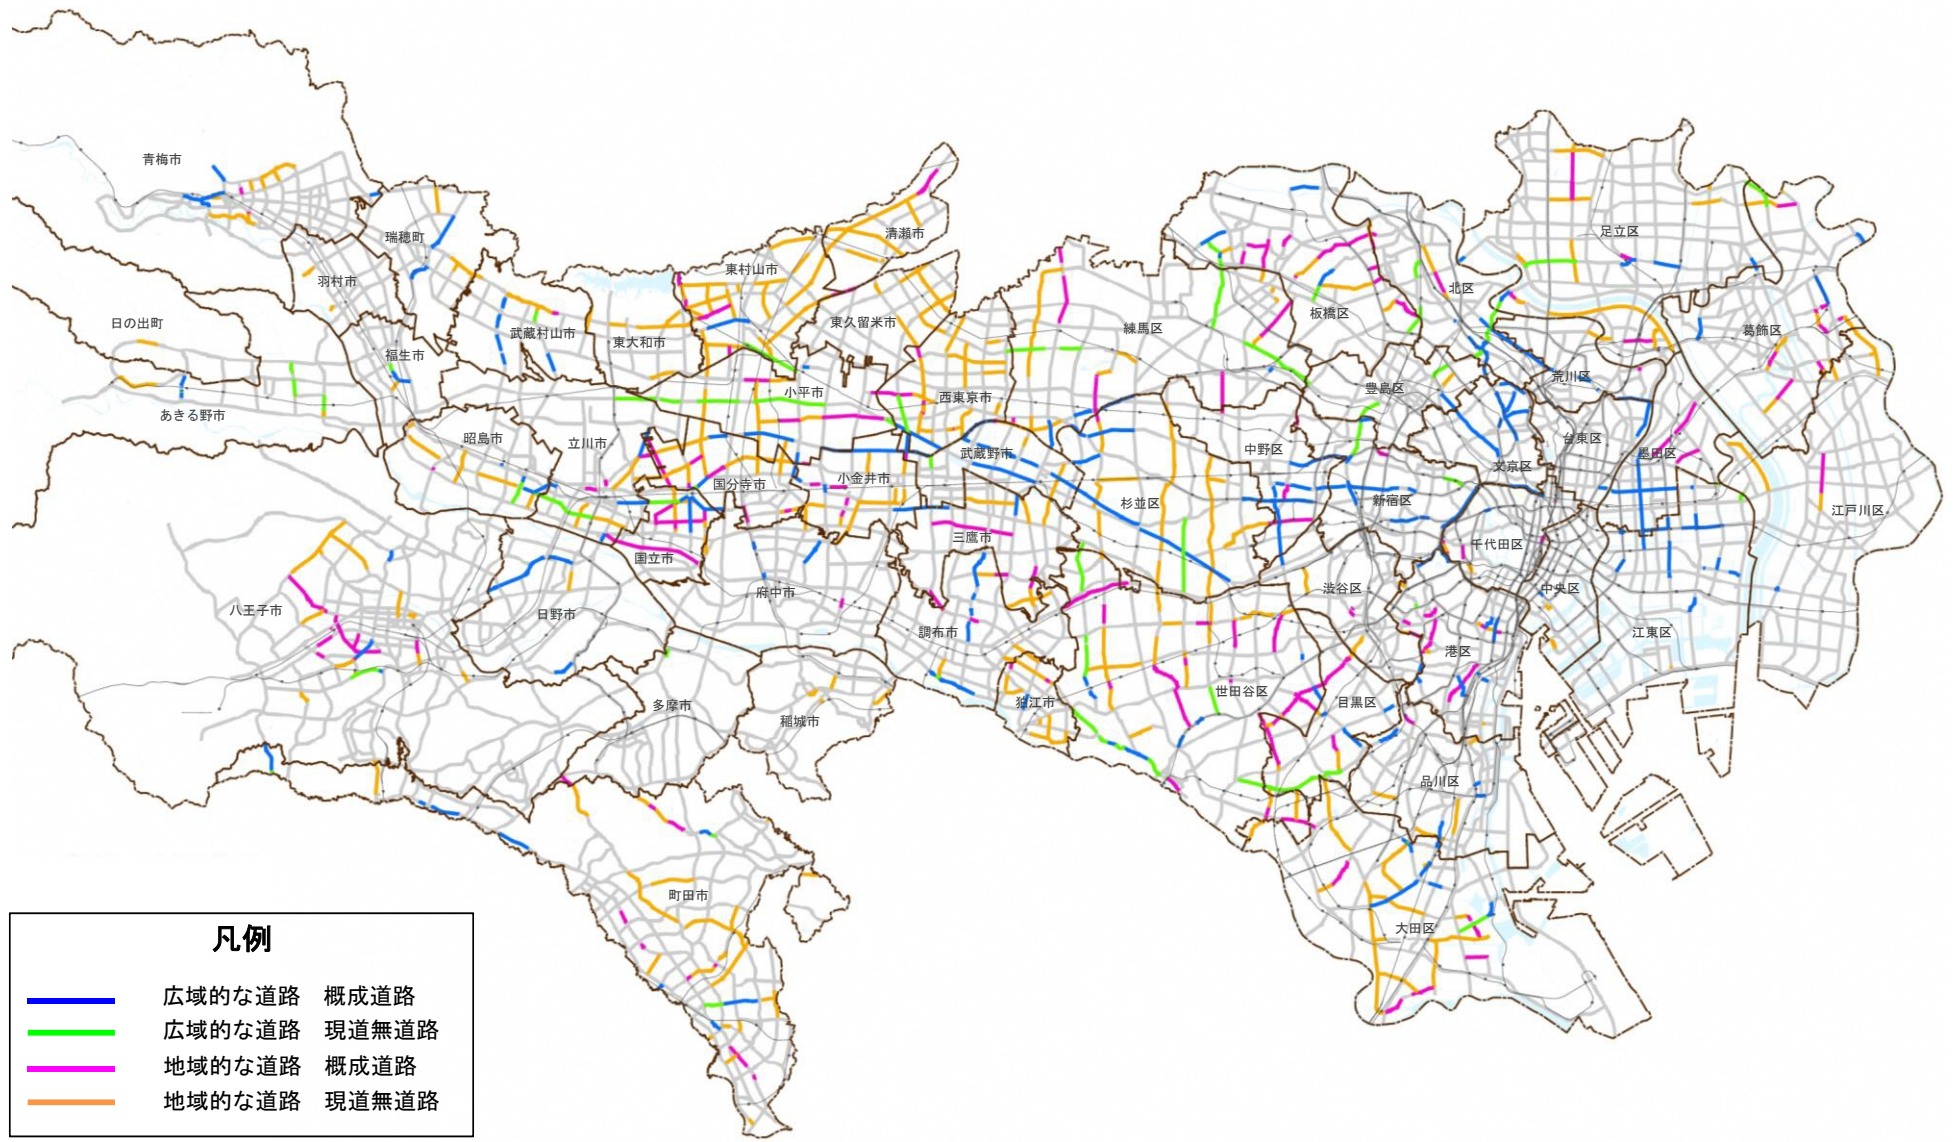 青梅市
瑞穂町
羽村市
日の出町
福生市
あきる野市
武蔵村山市
東大和市
東村山市
清瀬市
東久留米市
小平市
西東京市
昭島市
立川市
国分寺市
小金井市
武蔵野市
三鷹市
国立市
府中市
調布市
狛江市
八王子市
日野市
多摩市
稲城市
町田市
練馬区
板橋区
北区
足立区
葛飾区
荒川区
豊島区
台東区
墨田区
文京区
中野区
新宿区
杉並区
千代田区
江戸川区
渋谷区
中央区
江東区
港区
世田谷区
目黒区
品川区
大田区
凡例
広域的な道路 概成道路
広域的な道路 現道無道路
地域的な道路 概成道路
地域的な道路 現道無道路